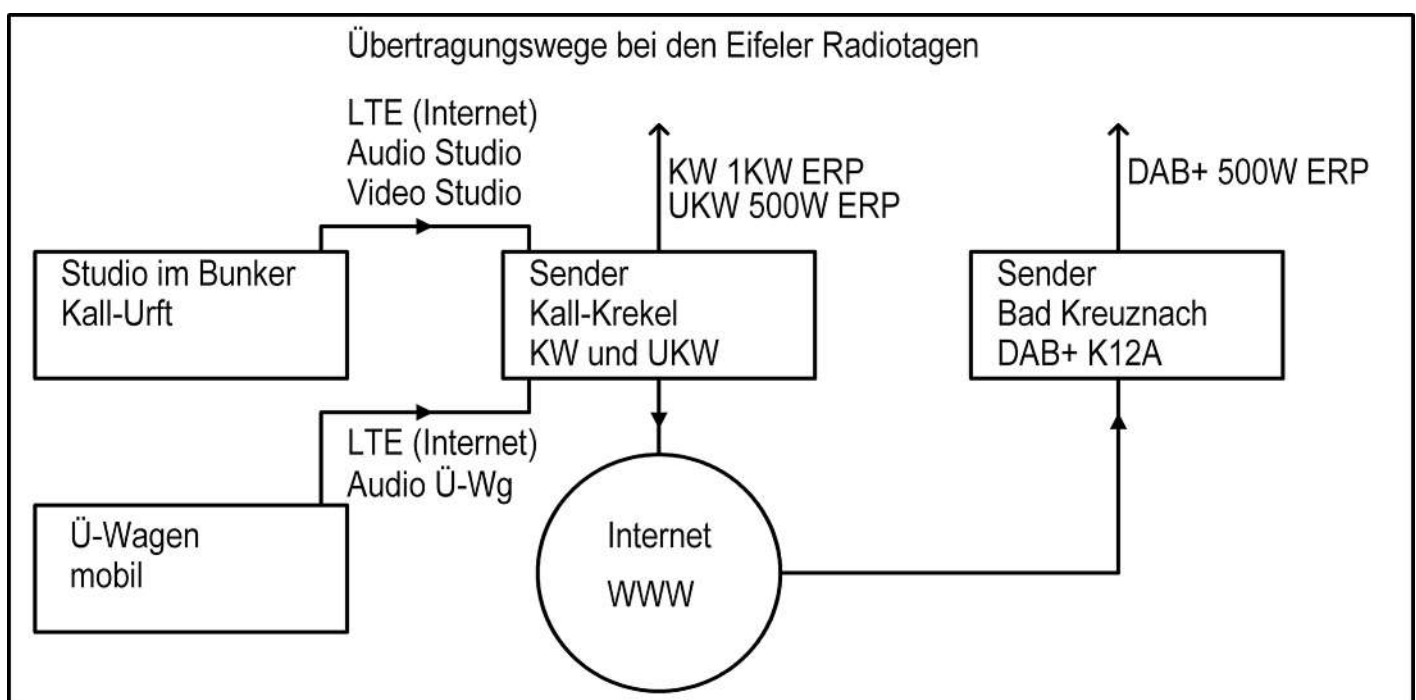 Übertragungswege bei den Eifeler Radiotagen
LTE (Internet)
Audio Studio
Video Studio
KW 1KW ERP
UKW 500W ERP
DAB+ 500W ERP
Studio im Bunker
Kall-Urft
Sender
Kall-Krekel
KW und UKW
Sender
Bad Kreuznach
DAB+ K12A
LTE (Internet)
Audio Ü-Wg
Ü-Wagen
mobil
Internet
WWW